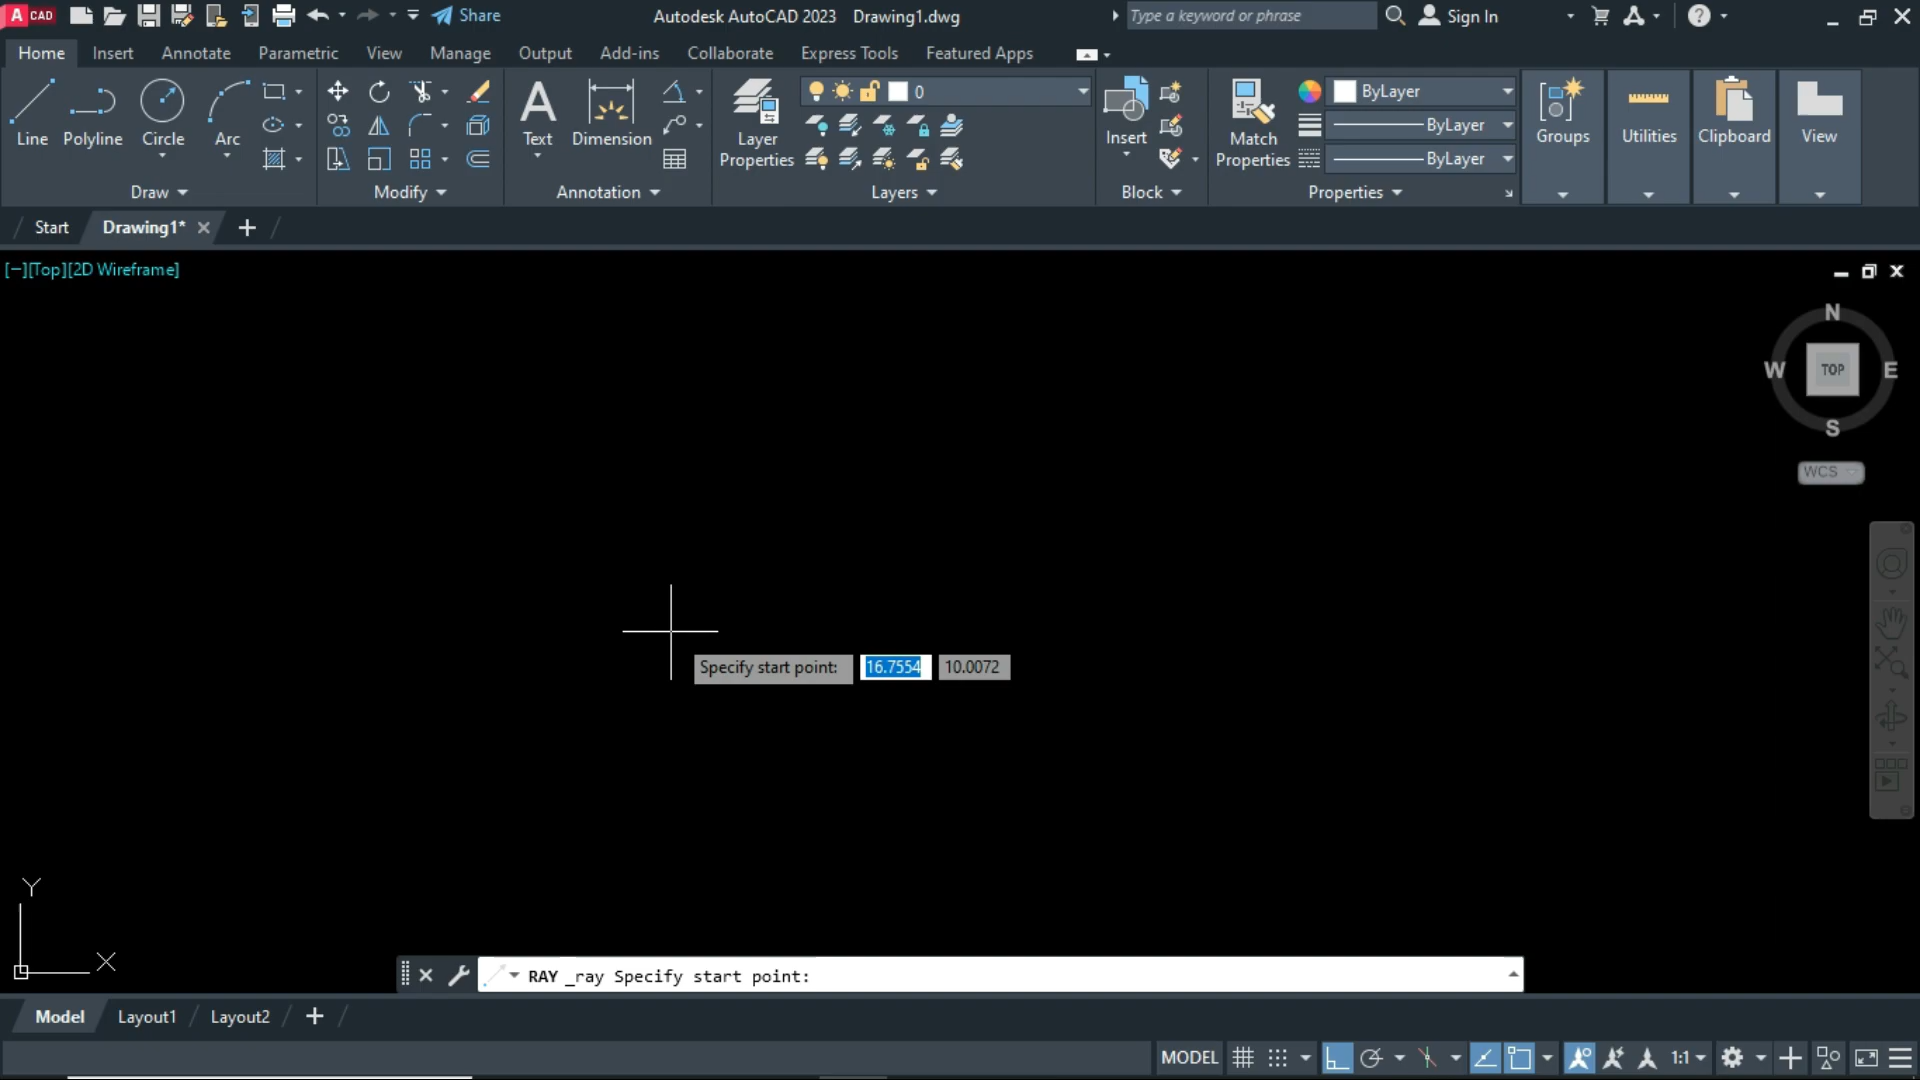 A CAD Share Autodesk AutoCAD 2023 Drawing1.dwg Type a keyword or phrase Sign In ?
Home Insert Annotate Parametric View Manage Output Add-ins Collaborate Express Tools Featured Apps
Line Polyline Circle Arc
A Text Dimension
Layer Properties
0
Insert
Match Properties
ByLayer
ByLayer
ByLayer
Groups Utilities Clipboard View
Draw Modify Annotation Layers Block Properties
Start Drawing1* +
[−][Top][2D Wireframe]
N
W TOP E
S
WCS
Specify start point: 16.7554 10.0072
Y
X
RAY _ray Specify start point:
Model Layout1 Layout2 +
MODEL 1:1